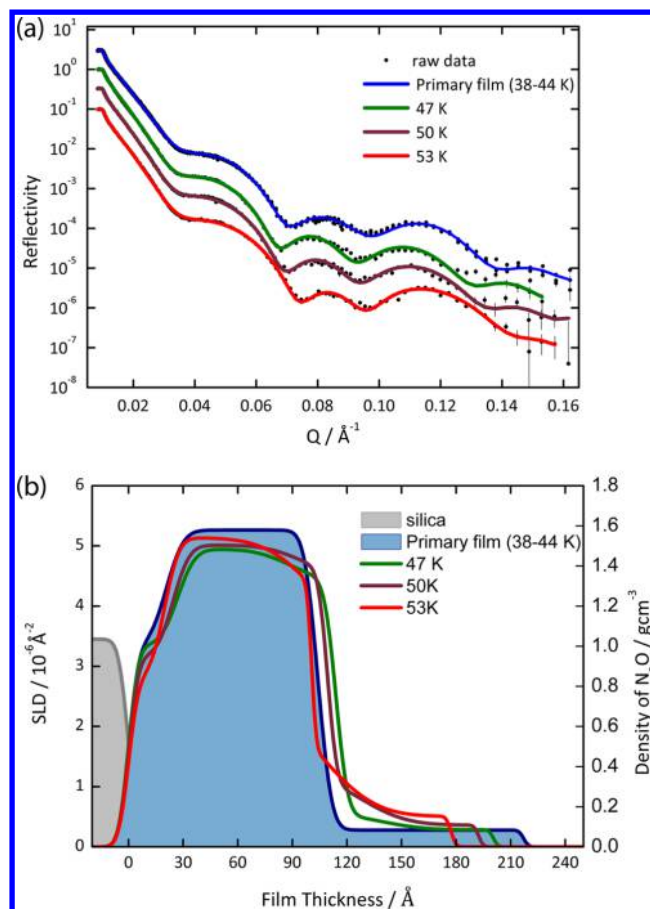 (a)
10¹
10⁰
10⁻¹
10⁻²
10⁻³
10⁻⁴
10⁻⁵
10⁻⁶
10⁻⁷
10⁻⁸
Reflectivity
raw data
Primary film (38-44 K)
47 K
50 K
53 K
0.02 0.04 0.06 0.08 0.10 0.12 0.14 0.16
Q / Å⁻¹
(b)
6
5
4
3
2
1
0
SLD / 10⁻⁶Å⁻²
silica
Primary film (38-44 K)
47 K
50K
53K
1.8
1.6
1.4
1.2
1.0
0.8
0.6
0.4
0.2
0.0
Density of N₂O / gcm⁻³
0 30 60 90 120 150 180 210 240
Film Thickness / Å